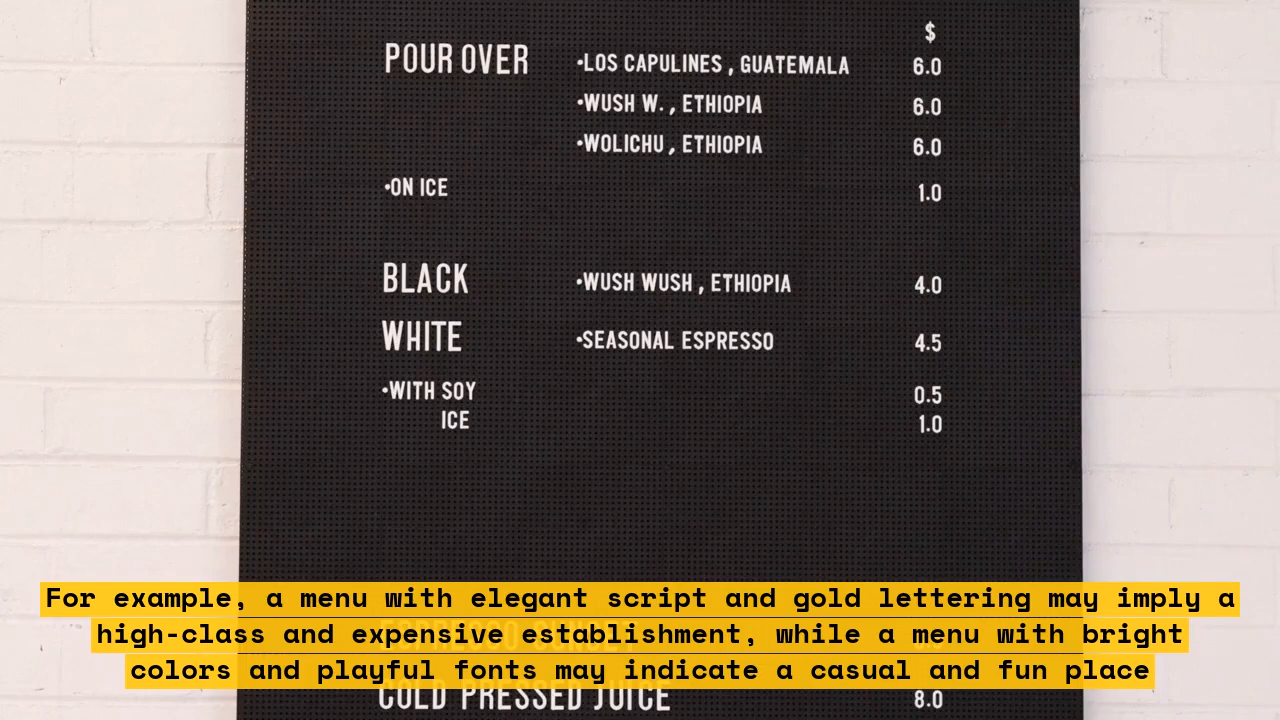 $
POUR OVER •LOS CAPULINES , GUATEMALA 6.0
•WUSH W. , ETHIOPIA 6.0
•WOLICHU , ETHIOPIA 6.0
•ON ICE 1.0
BLACK •WUSH WUSH , ETHIOPIA 4.0
WHITE •SEASONAL ESPRESSO 4.5
•WITH SOY 0.5
ICE 1.0
For example, a menu with elegant script and gold lettering may imply a
high-class and expensive establishment, while a menu with bright
colors and playful fonts may indicate a casual and fun place
ESPRESSO SUNSET
COLD PRESSED JUICE 8.0